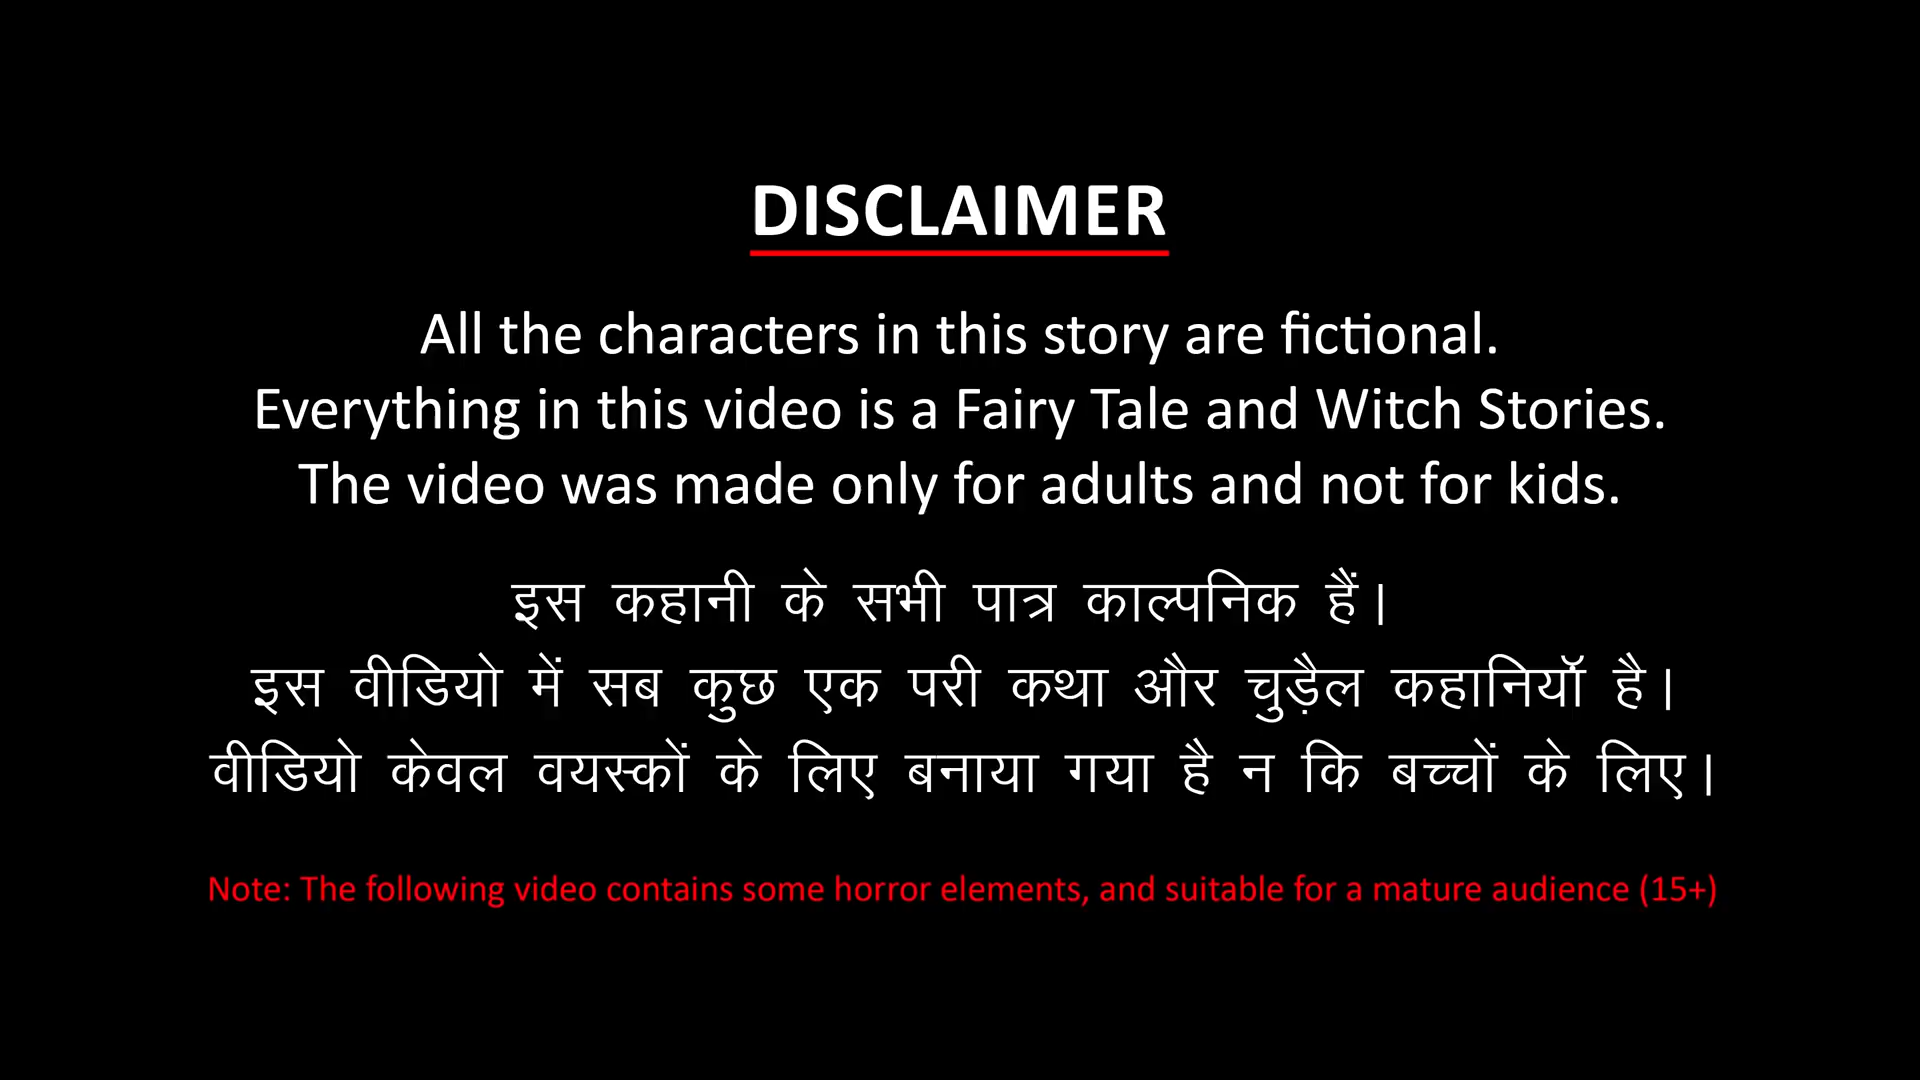 DISCLAIMER
All the characters in this story are fictional.
Everything in this video is a Fairy Tale and Witch Stories.
The video was made only for adults and not for kids.
इस कहानी के सभी पात्र काल्पनिक हैं।
इस वीडियो में सब कुछ एक परी कथा और चुड़ैल कहानियॉ है।
वीडियो केवल वयस्कों के लिए बनाया गया है न कि बच्चों के लिए।
Note: The following video contains some horror elements, and suitable for a mature audience (15+)